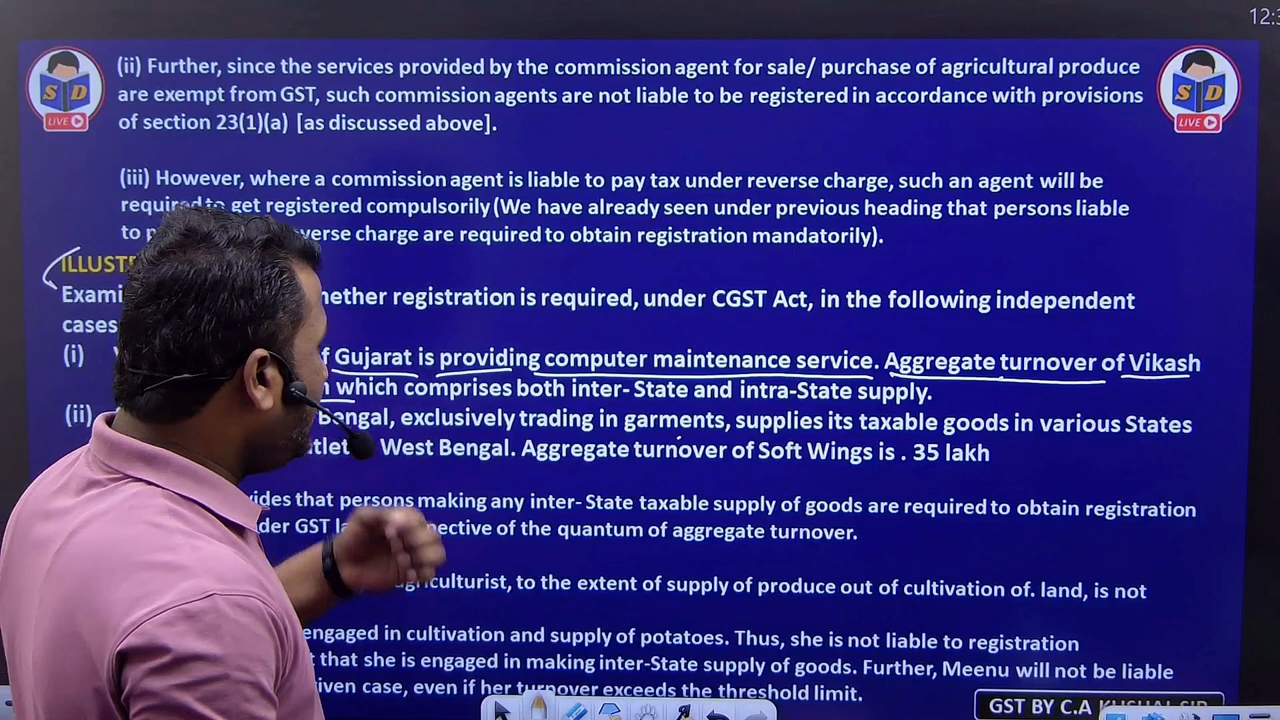 12:3
(ii) Further, since the services provided by the commission agent for sale/ purchase of agricultural produce
are exempt from GST, such commission agents are not liable to be registered in accordance with provisions
of section 23(1)(a) [as discussed above].
S D
LIVE
S D
LIVE
(iii) However, where a commission agent is liable to pay tax under reverse charge, such an agent will be
required to get registered compulsorily (We have already seen under previous heading that persons liable
to verse charge are required to obtain registration mandatorily).
hether registration is required, under CGST Act, in the following independent
cases
(i) f Gujarat is providing computer maintenance service. Aggregate turnover of Vikash
which comprises both inter- State and intra-State supply.
(ii) Bengal, exclusively trading in garments, supplies its taxable goods in various States
West Bengal. Aggregate turnover of Soft Wings is . 35 lakh
that persons making any inter- State taxable supply of goods are required to obtain registration
GST irrespective of the quantum of aggregate turnover.
agriculturist, to the extent of supply of produce out of cultivation of. land, is not
engaged in cultivation and supply of potatoes. Thus, she is not liable to registration
that she is engaged in making inter-State supply of goods. Further, Meenu will not be liable
case, even if her turnover exceeds the threshold limit.
GST BY C.A KUSHAL SIR